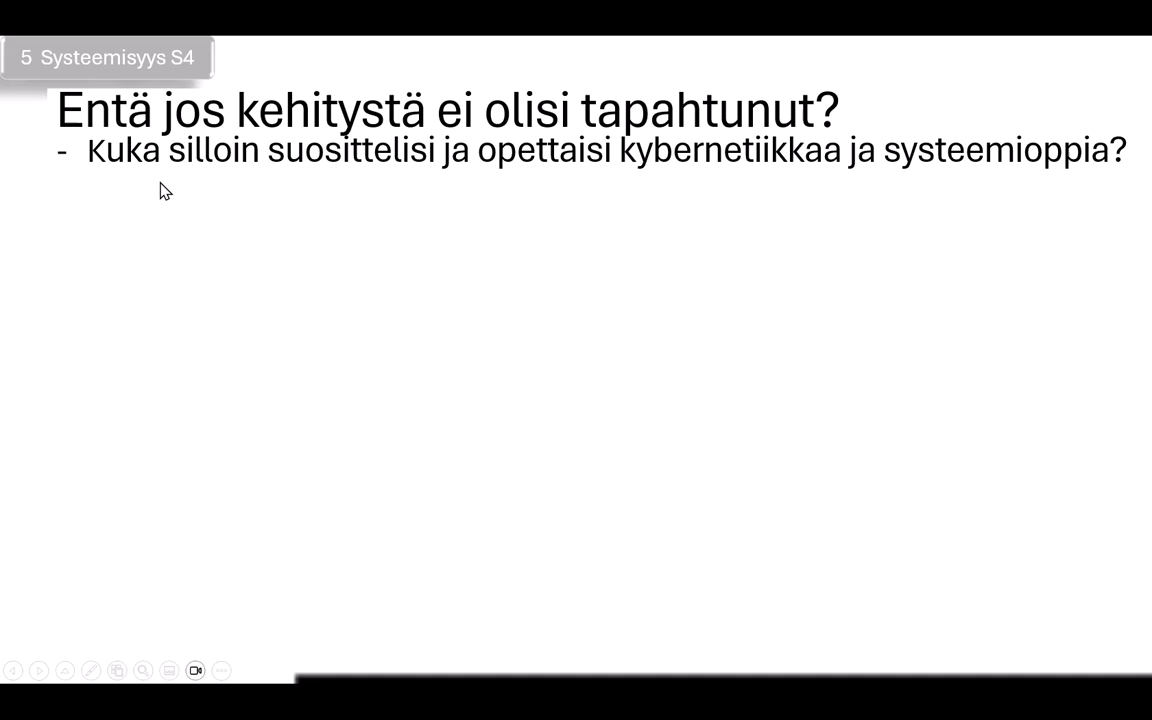 5 Systeemisyys S4
Entä jos kehitystä ei olisi tapahtunut?
- Kuka silloin suosittelisi ja opettaisi kybernetiikkaa ja systeemioppia?